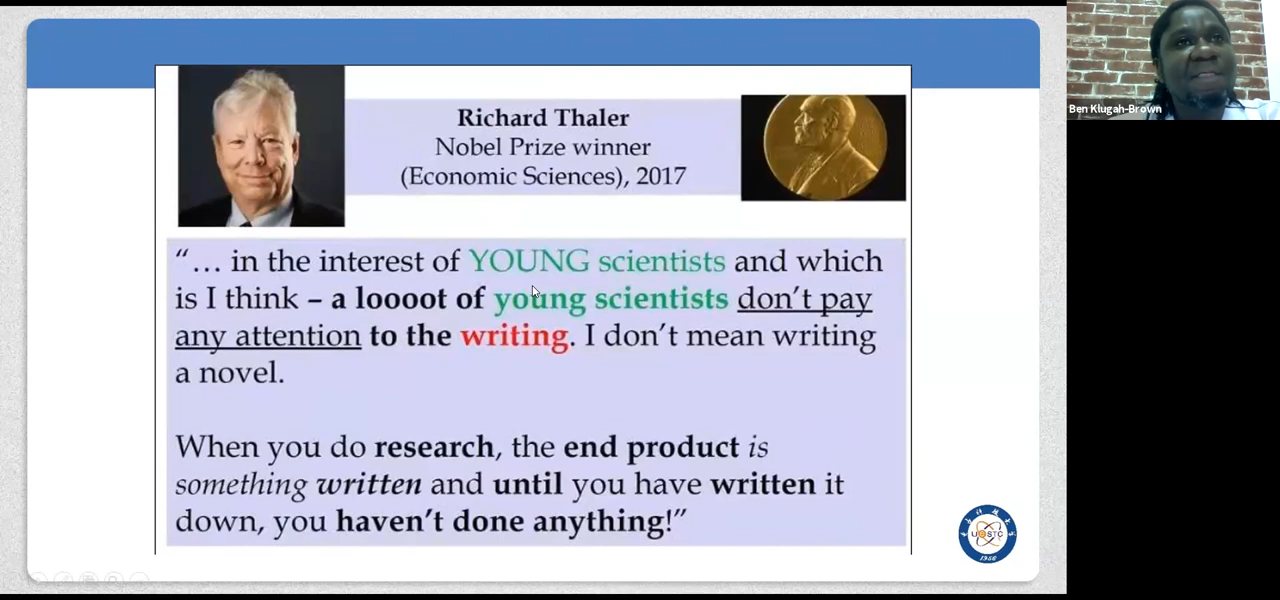 Richard Thaler
Nobel Prize winner
(Economic Sciences), 2017
Ben Klugah-Brown
“… in the interest of YOUNG scientists and which
is I think – a loooot of young scientists don’t pay
any attention to the writing. I don’t mean writing
a novel.
When you do research, the end product is
something written and until you have written it
down, you haven’t done anything!”
1956